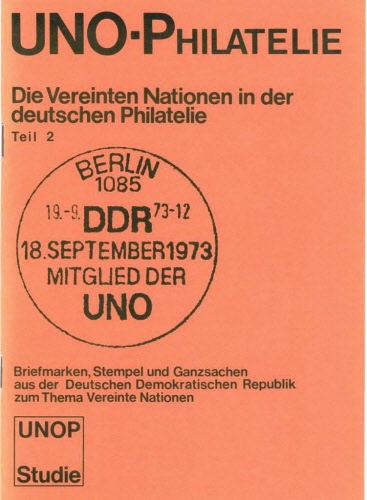 UNO-PHILATELIE
Die Vereinten Nationen in der
deutschen Philatelie
Teil 2
BERLIN
1085
19.-9. DDR 73-12
18.SEPTEMBER1973
MITGLIED DER
UNO
Briefmarken, Stempel und Ganzsachen
aus der Deutschen Demokratischen Republik
zum Thema Vereinte Nationen
UNOP
Studie